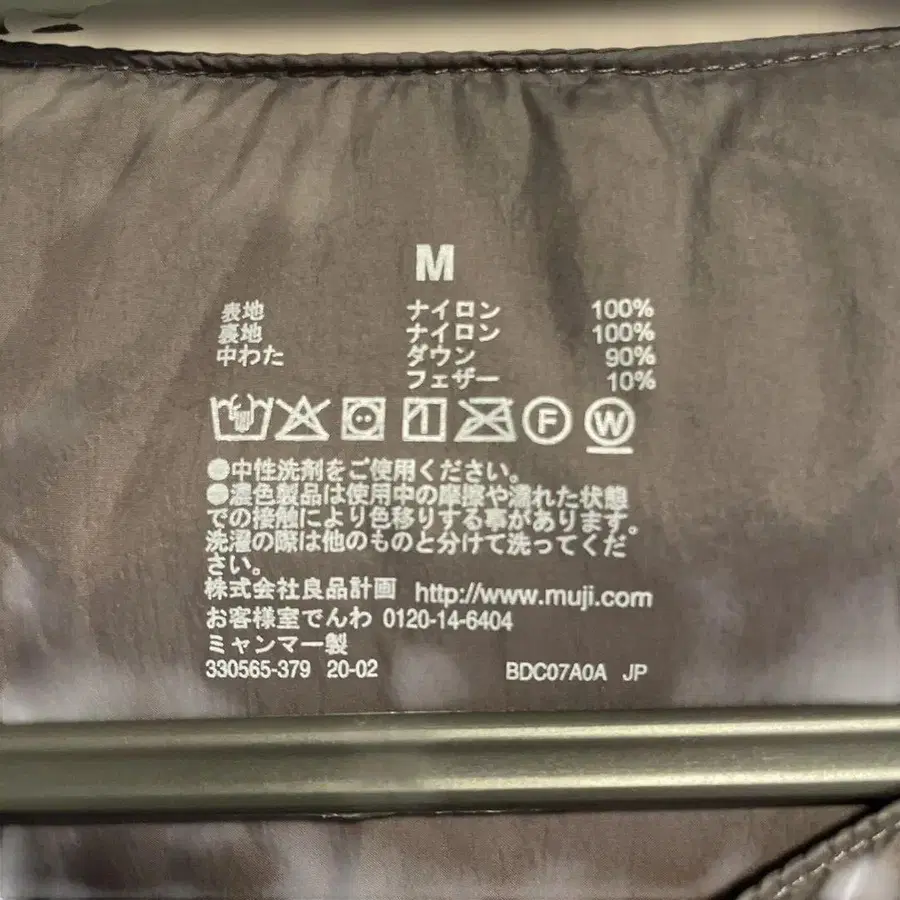 M
表地 ナイロン 100%
裏地 ナイロン 100%
中わた ダウン 90%
フェザー 10%
F W
●中性洗剤をご使用ください。
●濃色製品は使用中の摩擦や濡れた状態
での接触により色移りする事があります。
洗濯の際は他のものと分けて洗ってくだ
さい。
株式会社良品計画 http://www.muji.com
お客様室でんわ 0120-14-6404
ミャンマー製
330565-379 20-02 BDC07A0A JP